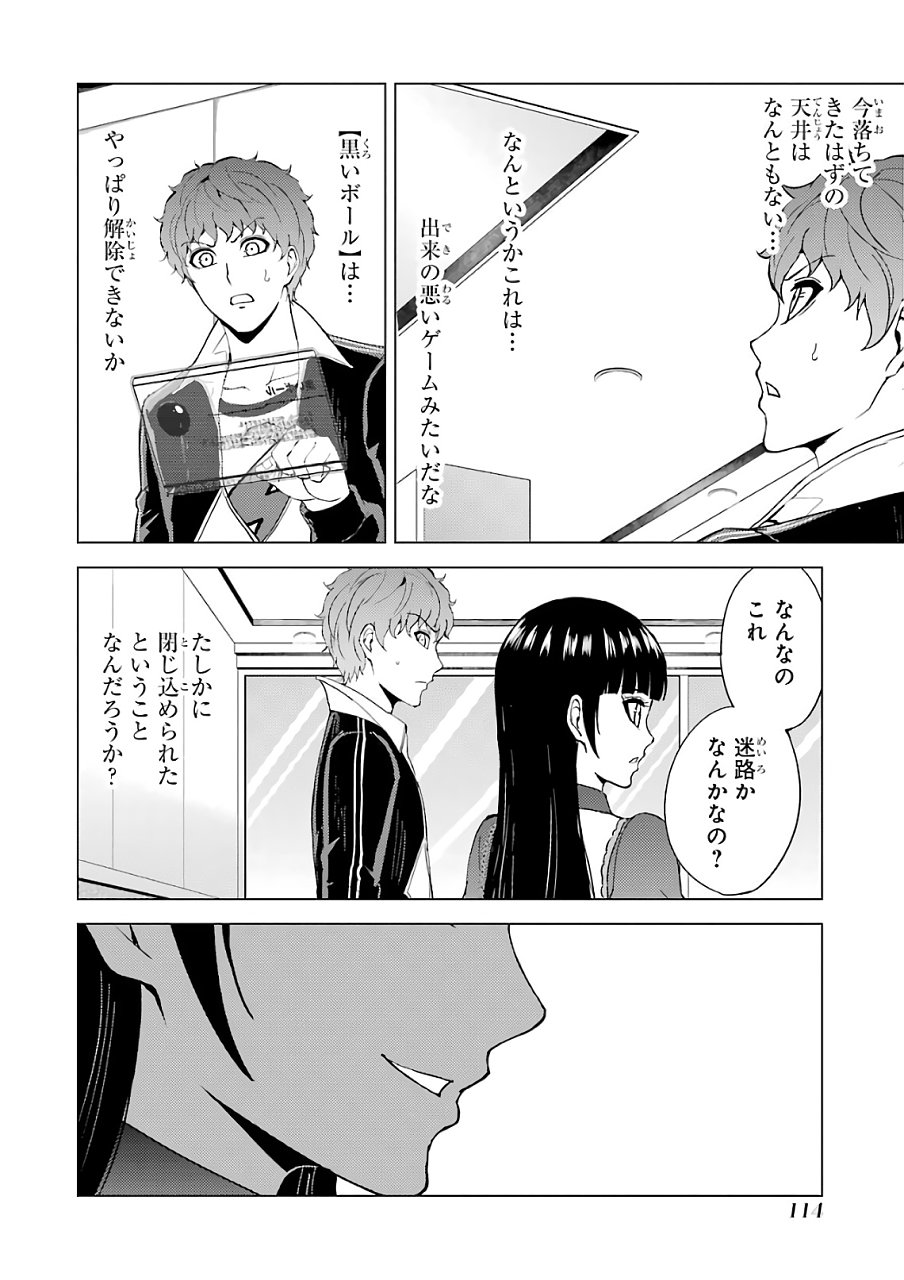 今落ちて
きたはずの
天井は
なんともない…
なんというかこれは…
出来の悪いゲームみたいだな
【黒いボール】は…
やっぱり解除できないか
なんなの
これ
迷路か
なんかなの?
たしかに
閉じ込められた
ということ
なんだろうか?
114